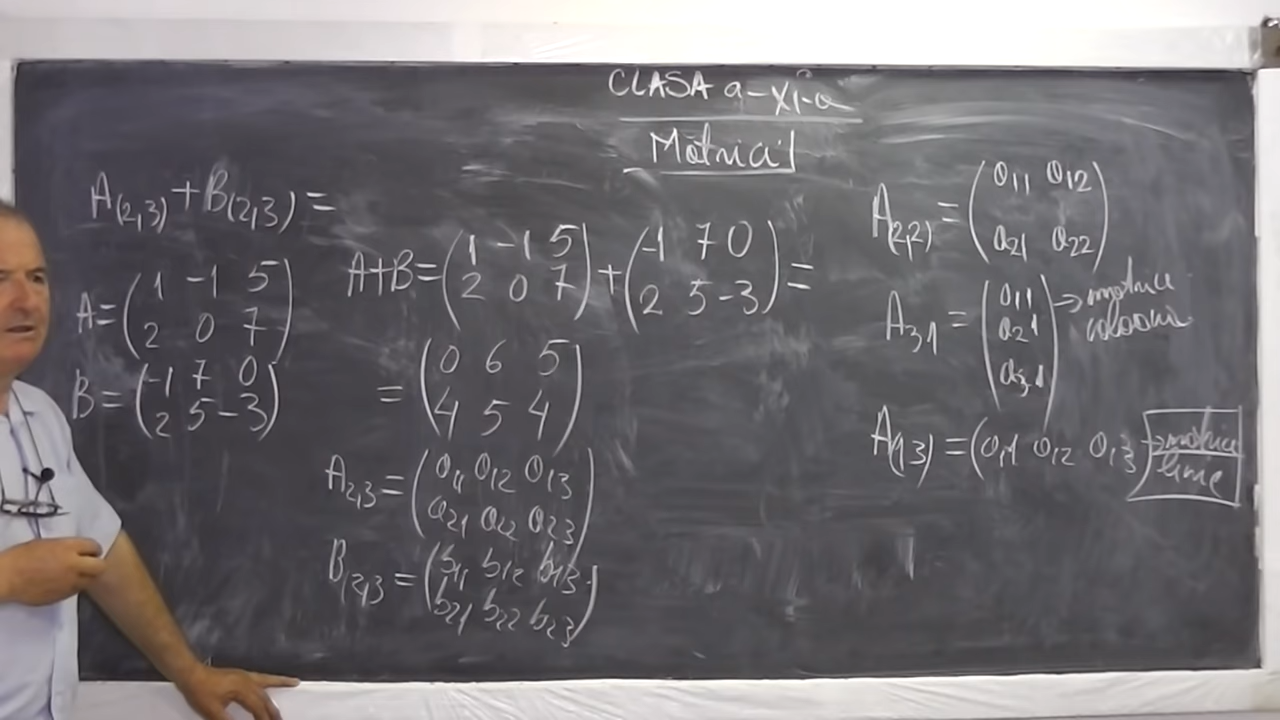 CLASA a-XI-a
Matrici
A(2,3) + B(2,3) =
A = ( 1 -1 5
2 0 7 )
B = ( -1 7 0
2 5 -3 )
A+B = ( 1 -1 5
2 0 7 ) + ( -1 7 0
2 5 -3 ) =
= ( 0 6 5
4 5 4 )
A2,3 = ( a11 a12 a13
a21 a22 a23 )
B(2,3 = ( b11 b12 b13
b21 b22 b23 )
A(2,2) = ( a11 a12
a21 a22 )
A3,1 = ( a11
a21
a3,1 ) → matrice
coloana
A(1,3) = ( a11 a12 a13 ) → matrice
linie